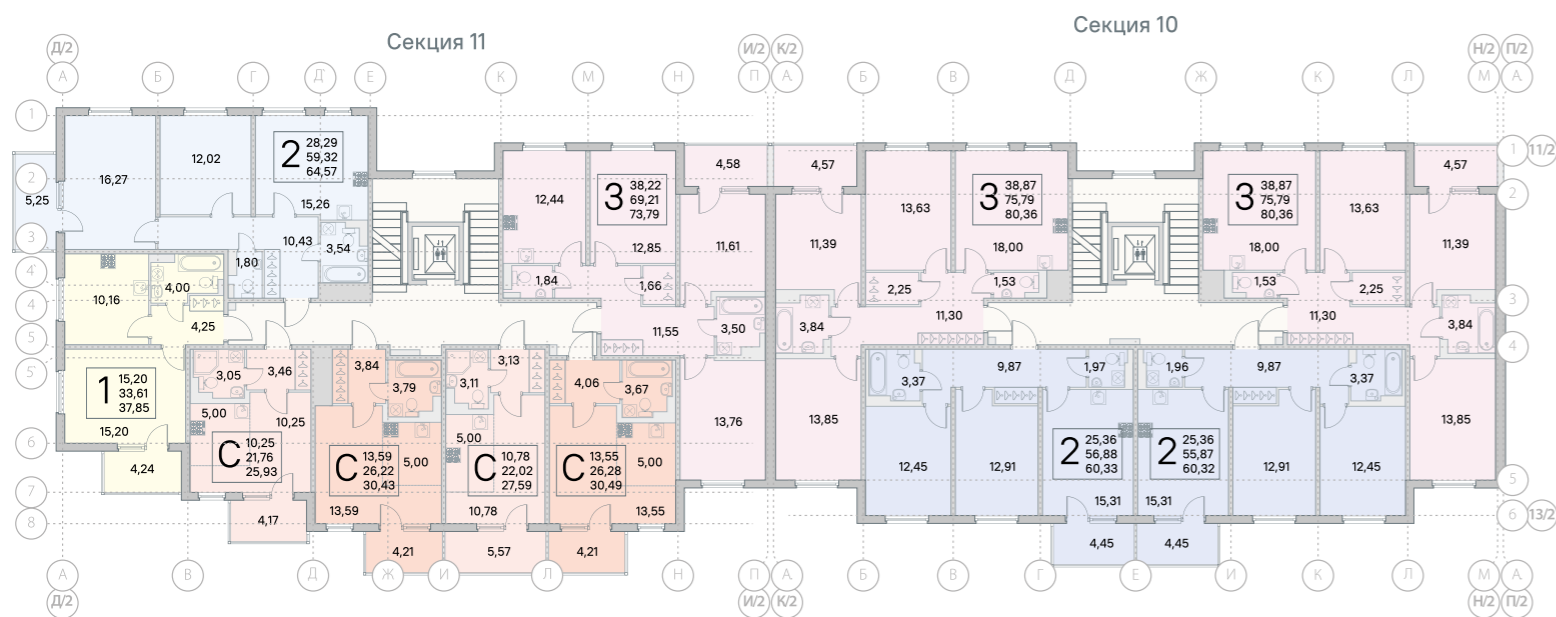 Секция 11
Секция 10
Д/2
И/2
К/2
Н/2
П/2
А
Б
Г
Д
Е
К
М
Н
П
А.
Б
В
Д
Ж
К
Л
М
А.
1
2
3
4
5
6
7
8
1
11/2
2
3
4
5
6
13/2
5,25
16,27
12,02
2
28,29
59,32
64,57
15,26
10,43
3,54
1,80
10,16
4,00
4,25
1
15,20
33,61
37,85
15,20
4,24
3,05
3,46
5,00
10,25
С
10,25
21,76
25,93
4,17
3,84
3,79
С
13,59
26,22
30,43
5,00
13,59
4,21
3,13
3,11
5,00
С
10,78
22,02
27,59
10,78
5,57
4,06
3,67
С
13,55
26,28
30,49
5,00
13,55
4,21
12,44
3
38,22
69,21
73,79
12,85
4,58
11,61
1,84
1,66
11,55
3,50
13,76
4,57
11,39
13,63
3
38,87
75,79
80,36
18,00
2,25
1,53
11,30
3,84
13,85
3
38,87
75,79
80,36
18,00
13,63
4,57
11,39
1,53
2,25
11,30
3,84
13,85
3,37
9,87
1,97
12,45
12,91
2
25,36
56,88
60,33
15,31
4,45
1,96
9,87
3,37
2
25,36
55,87
60,32
15,31
12,91
12,45
4,45
А
В
Д
Ж
И
Л
Н
П
А.
Б
В
Г
Е
И
К
Л
М
А.
Д/2
И/2
К/2
Н/2
П/2